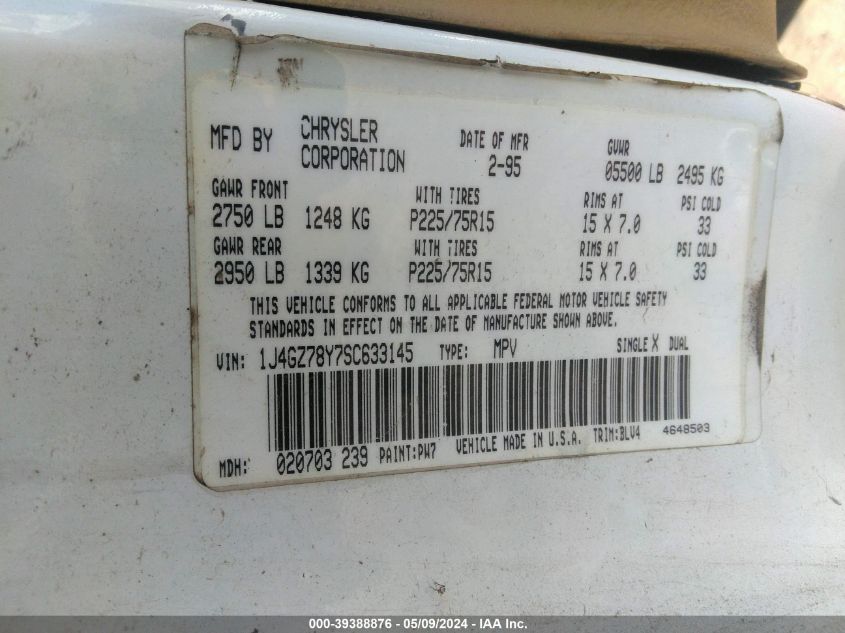 MFD BY CHRYSLER CORPORATION DATE OF MFR 2-95 GVWR 05500 LB 2495 KG
GAWR FRONT WITH TIRES RIMS AT PSI COLD
2750 LB 1248 KG P225/75R15 15 X 7.0 33
GAWR REAR WITH TIRES RIMS AT PSI COLD
2950 LB 1339 KG P225/75R15 15 X 7.0 33
THIS VEHICLE CONFORMS TO ALL APPLICABLE FEDERAL MOTOR VEHICLE SAFETY
STANDARDS IN EFFECT ON THE DATE OF MANUFACTURE SHOWN ABOVE.
VIN: 1J4GZ78Y7SC633145 TYPE: MPV SINGLE X DUAL
MDH: 020703 239 PAINT:PW7 VEHICLE MADE IN U.S.A. TRIM:BLV4 4648503
000-39388876 - 05/09/2024 - IAA Inc.